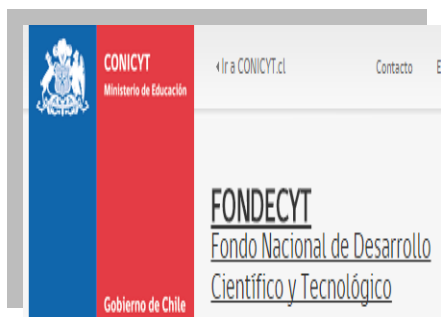 CONICYT
Ministerio de Educación
Ir a CONICYT.cl
Contacto
E
FONDECYT
Fondo Nacional de Desarrollo
Científico y Tecnológico
Gobierno de Chile